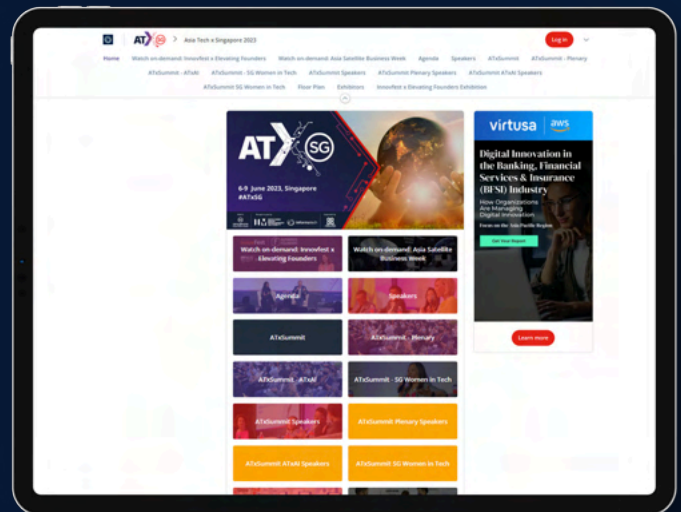 ATX SG
Asia Tech x Singapore 2023
Log in
Home
Watch on-demand: Innovfest x Elevating Founders
Watch on-demand: Asia Satellite Business Week
Agenda
Speakers
ATxSummit
ATxSummit - Plenary
ATxSummit - ATxAI
ATxSummit - SG Women in Tech
ATxSummit Speakers
ATxSummit Plenary Speakers
ATxSummit ATxAI Speakers
ATxSummit SG Women in Tech
Floor Plan
Exhibitors
Innovfest x Elevating Founders Exhibition
ATX SG
6-9 June 2023, Singapore
#ATxSG
virtusa
aws
Digital Innovation in
the Banking, Financial
Services & Insurance
(BFSI) Industry
How Organizations
Are Managing
Digital Innovation
Focus on the Asia-Pacific Region
Get Your Report
Learn more
Watch on-demand: Innovfest x
Elevating Founders
Watch on-demand: Asia Satellite
Business Week
Agenda
Speakers
ATxSummit
ATxSummit - Plenary
ATxSummit - ATxAI
ATxSummit - SG Women in Tech
ATxSummit Speakers
ATxSummit Plenary Speakers
ATxSummit ATxAI Speakers
ATxSummit SG Women in Tech